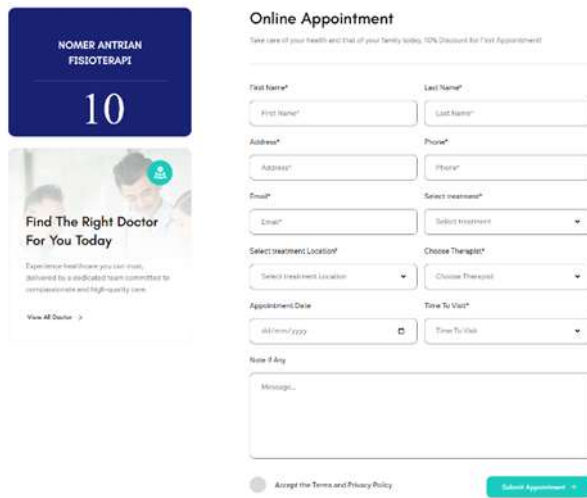 NOMER ANTRIAN
FISIOTERAPI
10
Find The Right Doctor
For You Today
Experience healthcare you can trust,
delivered by a dedicated team committed to
compassionate and high-quality care.
View All Doctor >
Online Appointment
Take care of your health and that of your family today, 10% Discount for First Appointment!
First Name*
Last Name*
First Name*
Last Name*
Address*
Phone*
Address*
Phone*
Email*
Select treatment*
Email*
Select treatment
Select treatment Location*
Choose Therapist*
Select treatment Location
Choose Therapist
Appointment Date
Time To Visit*
dd/mm/yyyy
Time To Visit
Note If Any
Message...
Accept the Terms and Privacy Policy
Submit Appointment